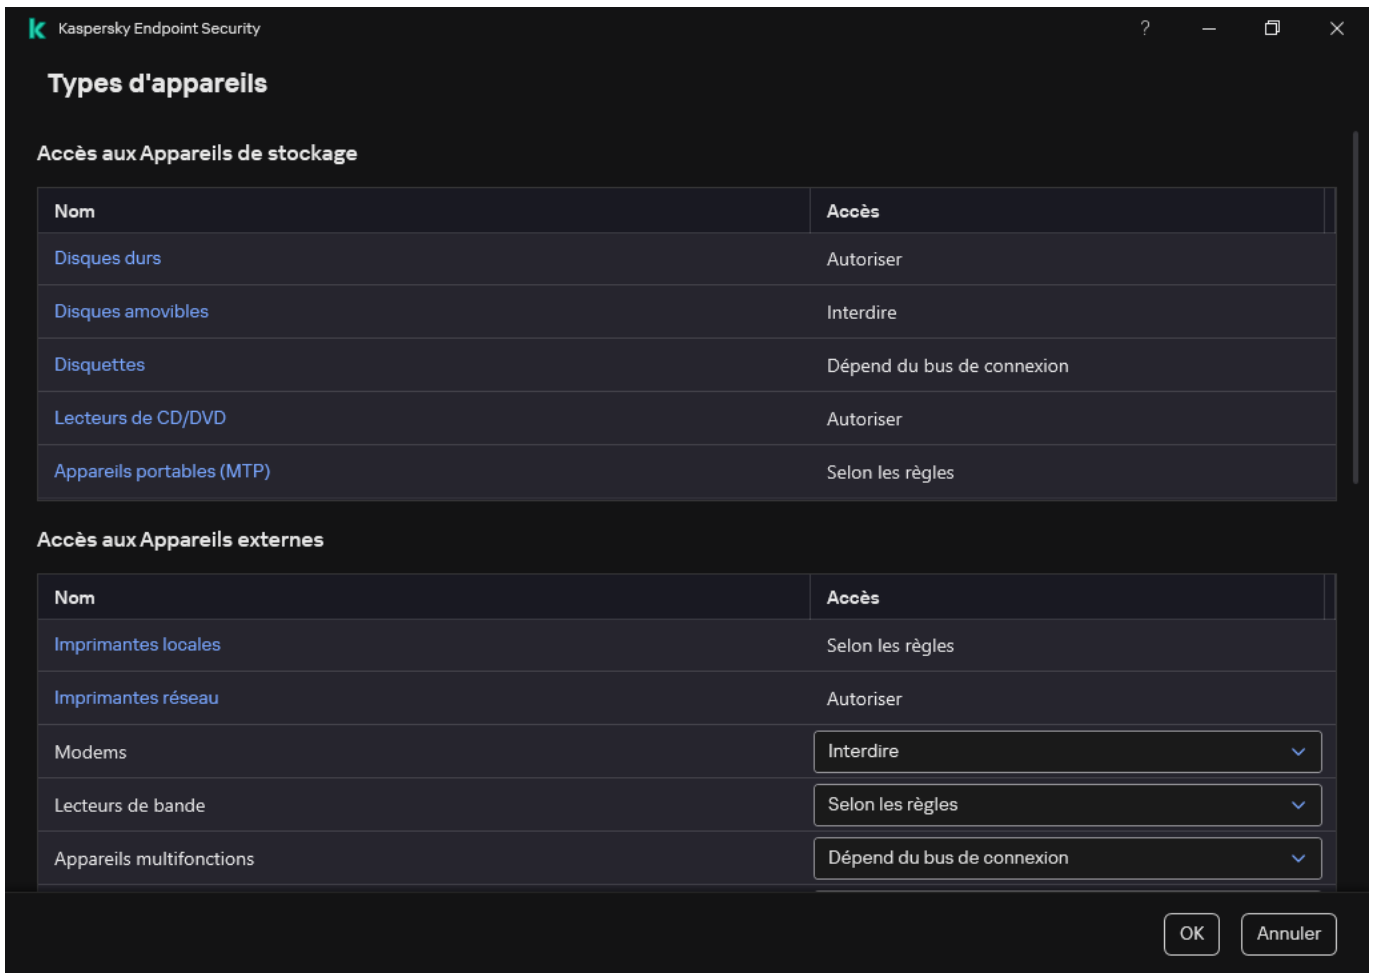 Kaspersky Endpoint Security ?
Types d'appareils
Accès aux Appareils de stockage
Nom Accès
Disques durs Autoriser
Disques amovibles Interdire
Disquettes Dépend du bus de connexion
Lecteurs de CD/DVD Autoriser
Appareils portables (MTP) Selon les règles
Accès aux Appareils externes
Nom Accès
Imprimantes locales Selon les règles
Imprimantes réseau Autoriser
Modems Interdire
Lecteurs de bande Selon les règles
Appareils multifonctions Dépend du bus de connexion
OK Annuler